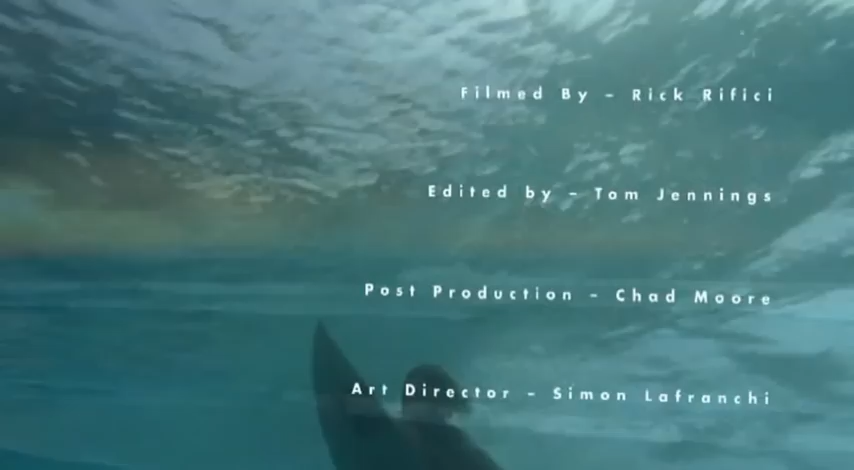 Filmed By - Rick Rifici
Edited by - Tom Jennings
Post Production - Chad Moore
Art Director - Simon Lafranchi